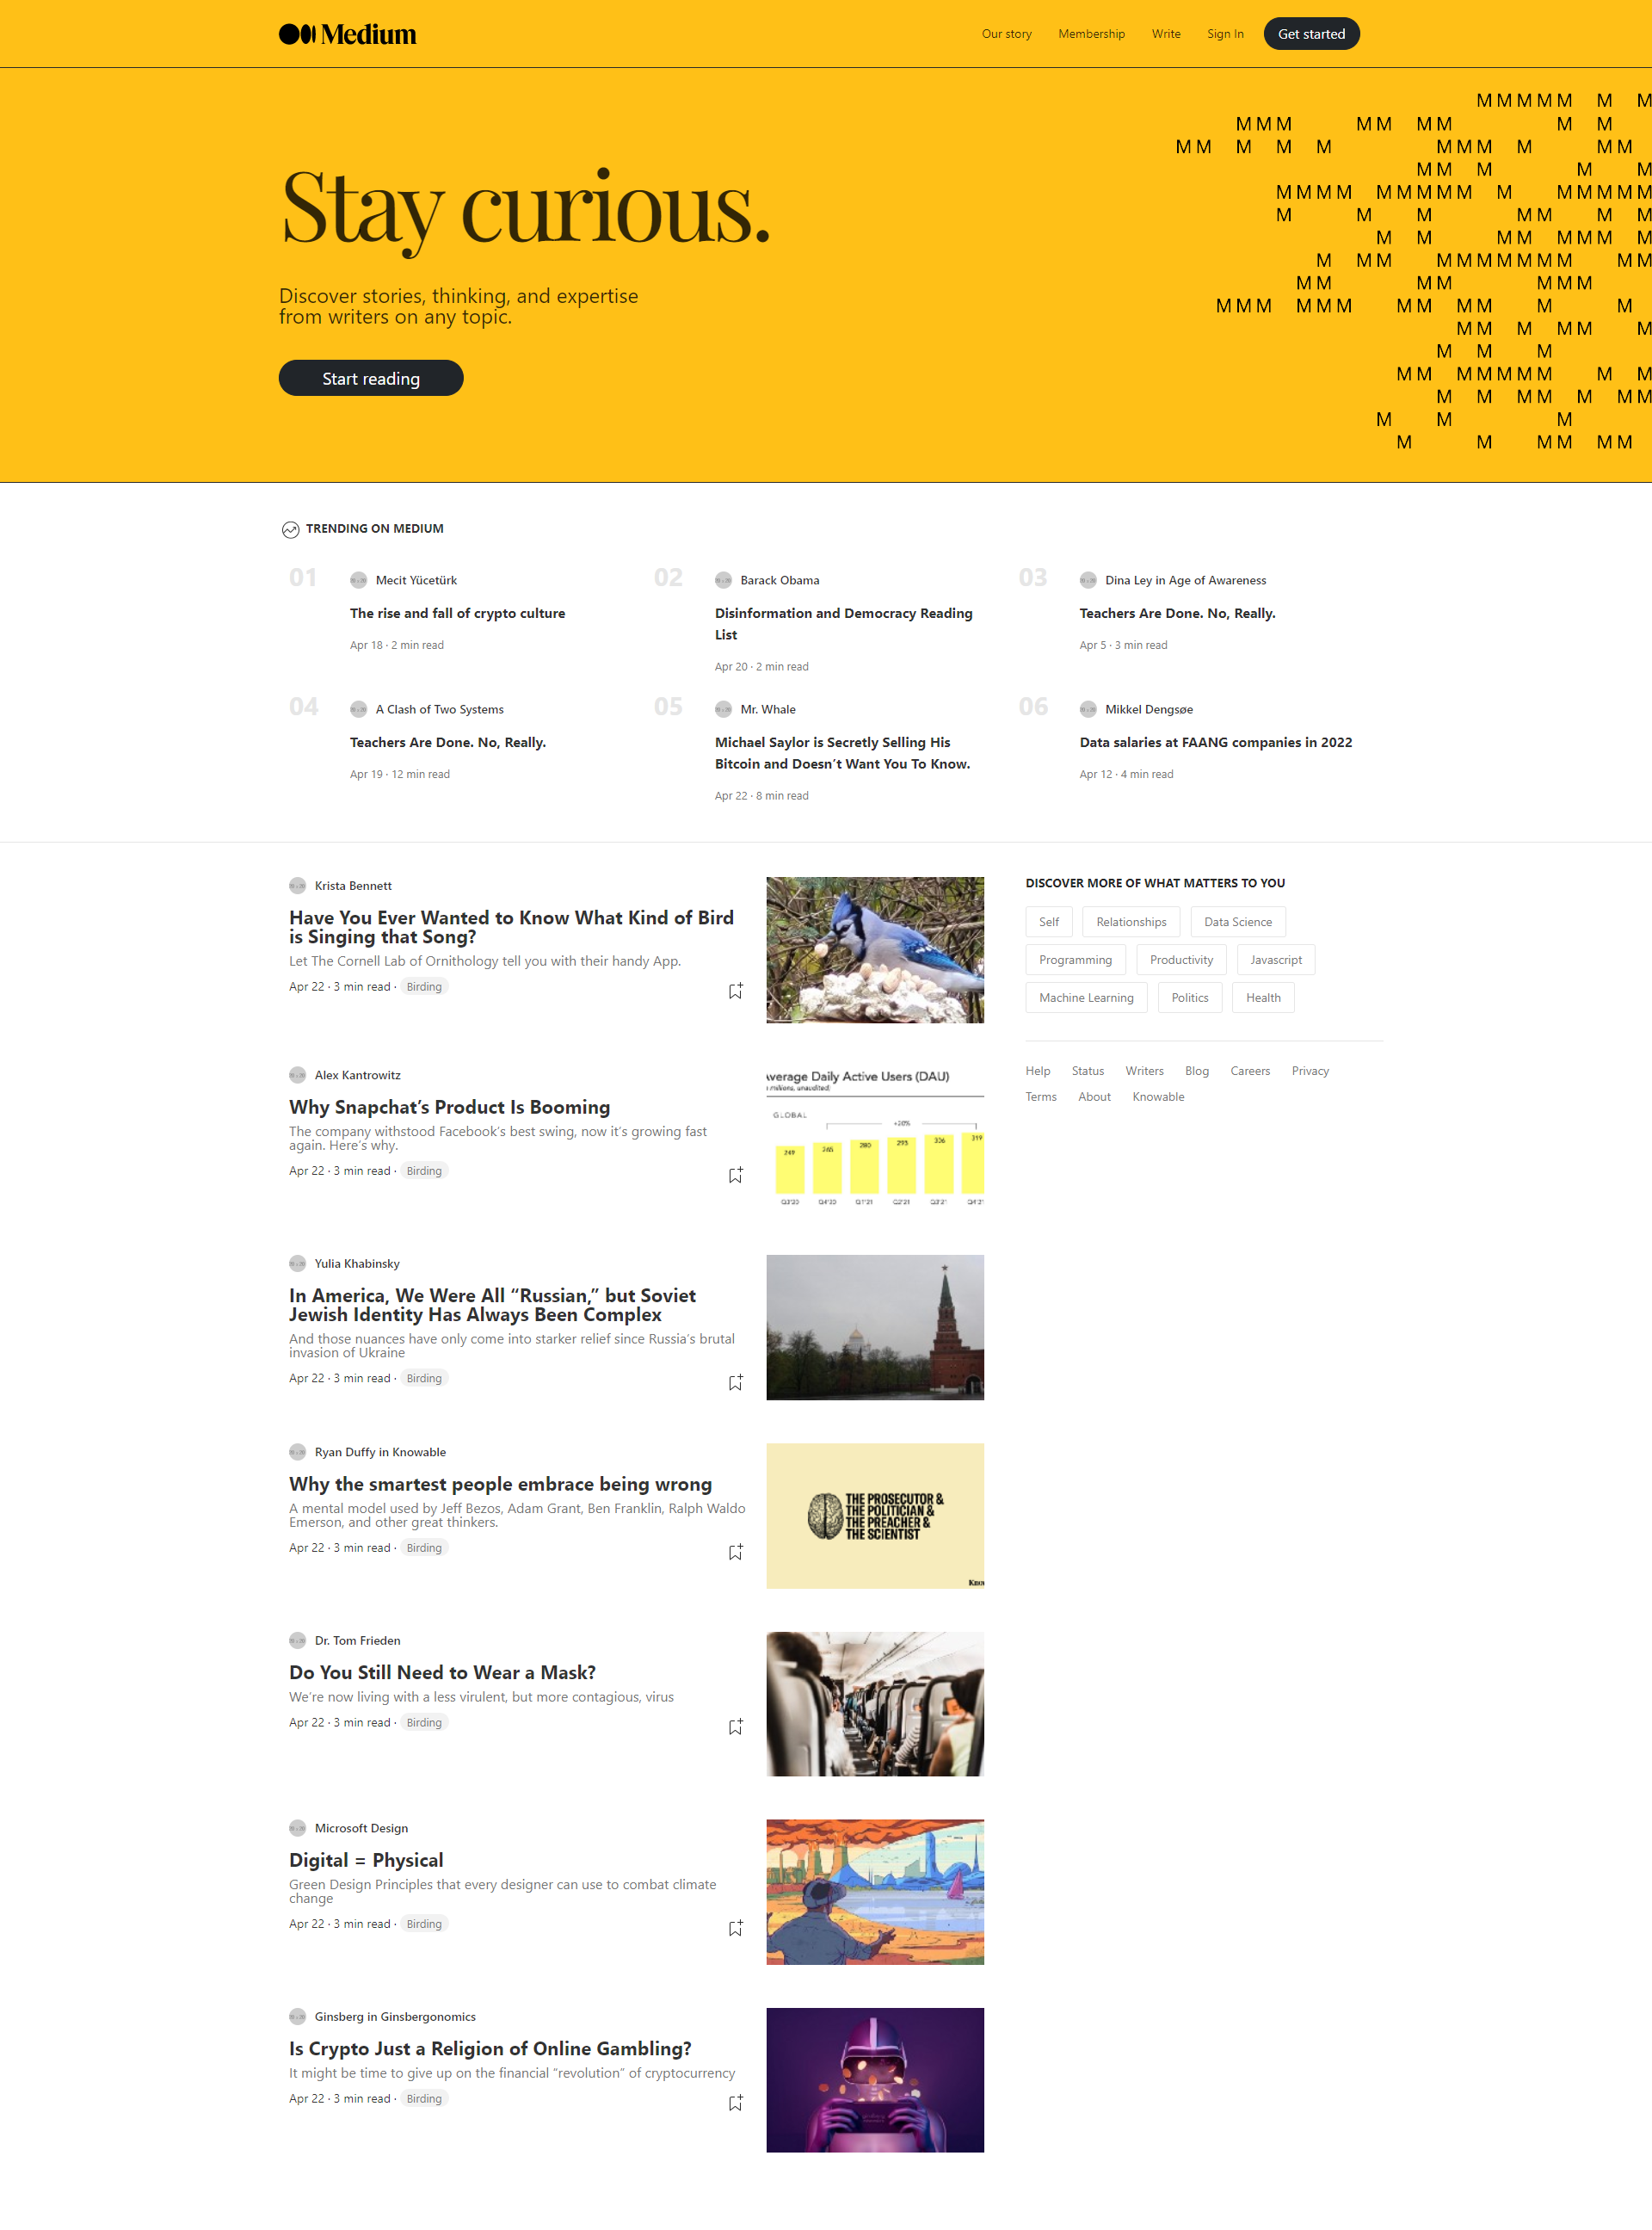 Medium
Our story Membership Write Sign In Get started
M M M M M M M
M M M M M M M M M
M M M M M M M M M M M
M M M M M
M M M M M M M M M M M M M M M
M M M M M M M
M M M M M M M M
M M M M M M M M M M M M
M M M M M M M
M M M M M M M M M M M M
M M M M M M
M M M
M M M M M M M M M
M M M M M M M
M M M
M M M M M M
Stay curious.
Discover stories, thinking, and expertise
from writers on any topic.
Start reading
TRENDING ON MEDIUM
01
Mecit Yücetürk
The rise and fall of crypto culture
Apr 18 · 2 min read
02
Barack Obama
Disinformation and Democracy Reading
List
Apr 20 · 2 min read
03
Dina Ley in Age of Awareness
Teachers Are Done. No, Really.
Apr 5 · 3 min read
04
A Clash of Two Systems
Teachers Are Done. No, Really.
Apr 19 · 12 min read
05
Mr. Whale
Michael Saylor is Secretly Selling His
Bitcoin and Doesn’t Want You To Know.
Apr 22 · 8 min read
06
Mikkel Dengsøe
Data salaries at FAANG companies in 2022
Apr 12 · 4 min read
Krista Bennett
Have You Ever Wanted to Know What Kind of Bird
is Singing that Song?
Let The Cornell Lab of Ornithology tell you with their handy App.
Apr 22 · 3 min read · Birding
Alex Kantrowitz
Why Snapchat’s Product Is Booming
The company withstood Facebook’s best swing, now it’s growing fast
again. Here’s why.
Apr 22 · 3 min read · Birding
verage Daily Active Users (DAU)
millions, unaudited;
GLOBAL
+20%
249 265 280 293 306 319
Q3'20 Q4'20 Q1'21 Q2'21 Q3'21 Q4'21
Yulia Khabinsky
In America, We Were All “Russian,” but Soviet
Jewish Identity Has Always Been Complex
And those nuances have only come into starker relief since Russia’s brutal
invasion of Ukraine
Apr 22 · 3 min read · Birding
Ryan Duffy in Knowable
Why the smartest people embrace being wrong
A mental model used by Jeff Bezos, Adam Grant, Ben Franklin, Ralph Waldo
Emerson, and other great thinkers.
Apr 22 · 3 min read · Birding
THE PROSECUTOR &
THE POLITICIAN &
THE PREACHER &
THE SCIENTIST
Know
Dr. Tom Frieden
Do You Still Need to Wear a Mask?
We’re now living with a less virulent, but more contagious, virus
Apr 22 · 3 min read · Birding
Microsoft Design
Digital = Physical
Green Design Principles that every designer can use to combat climate
change
Apr 22 · 3 min read · Birding
Ginsberg in Ginsbergonomics
Is Crypto Just a Religion of Online Gambling?
It might be time to give up on the financial “revolution” of cryptocurrency
Apr 22 · 3 min read · Birding
DISCOVER MORE OF WHAT MATTERS TO YOU
Self Relationships Data Science
Programming Productivity Javascript
Machine Learning Politics Health
Help Status Writers Blog Careers Privacy
Terms About Knowable